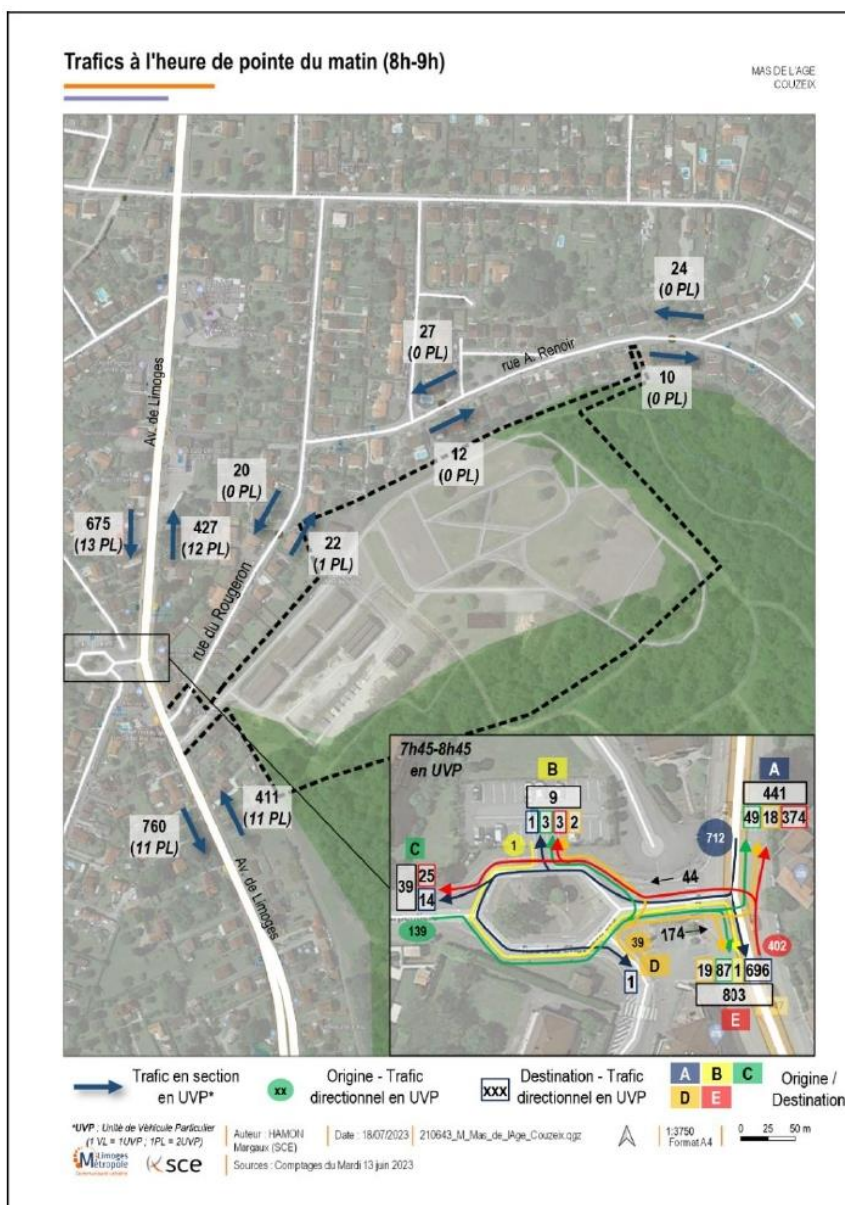 Trafics à l'heure de pointe du matin (8h-9h)
MAS DE L'AGE
COUZEIX
24
(0 PL)
27
(0 PL)
rue A. Renoir
10
(0 PL)
Av. de Limoges
12
(0 PL)
20
(0 PL)
675
(13 PL)
427
(12 PL)
22
(1 PL)
rue du Rougeron
411
(11 PL)
760
(11 PL)
Av. de Limoges
7h45-8h45
en UVP
B
9
1 3 3 2
A
441
49 18 374
C
39
25
14
1
712
44
139
39
174
402
D
1
19 87 1 696
803
E
Trafic en section
en UVP*
xx
Origine - Trafic
directionnel en UVP
xxx
Destination - Trafic
directionnel en UVP
A B C
D E
Origine /
Destination
*UVP : Unité de Véhicule Particulier
(1 VL = 1UVP ; 1PL = 2UVP)
Auteur : HAMON
Margaux (SCE)
Date : 18/07/2023
210643_M_Mas_de_lAge_Couzeix.qgz
Sources : Comptages du Mardi 13 juin 2023
1:3750
Format A4
0 25 50 m
Limoges
Métropole
sce